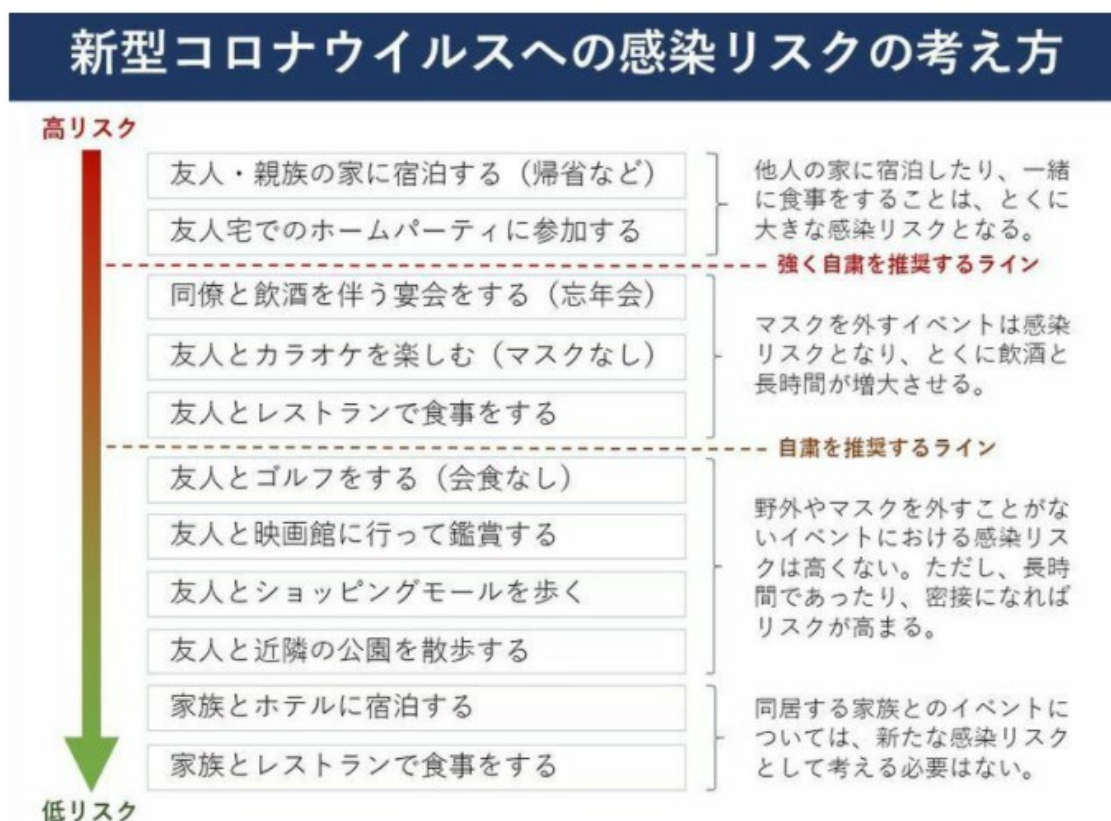 新型コロナウイルスへの感染リスクの考え方
高リスク
友人・親族の家に宿泊する（帰省など）
友人宅でのホームパーティに参加する
他人の家に宿泊したり、一緒
に食事をすることは、とくに
大きな感染リスクとなる。
強く自粛を推奨するライン
同僚と飲酒を伴う宴会をする（忘年会）
友人とカラオケを楽しむ（マスクなし）
友人とレストランで食事をする
マスクを外すイベントは感染
リスクとなり、とくに飲酒と
長時間が増大させる。
自粛を推奨するライン
友人とゴルフをする（会食なし）
友人と映画館に行って鑑賞する
友人とショッピングモールを歩く
友人と近隣の公園を散歩する
野外やマスクを外すことがな
いイベントにおける感染リス
クは高くない。ただし、長時
間であったり、密接になれば
リスクが高まる。
家族とホテルに宿泊する
家族とレストランで食事をする
同居する家族とのイベントに
ついては、新たな感染リスク
として考える必要はない。
低リスク